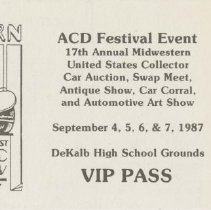 RN
ACD Festival Event
17th Annual Midwestern
United States Collector
Car Auction, Swap Meet,
Antique Show, Car Corral,
and Automotive Art Show
September 4, 5, 6, & 7, 1987
DeKalb High School Grounds
VIP PASS